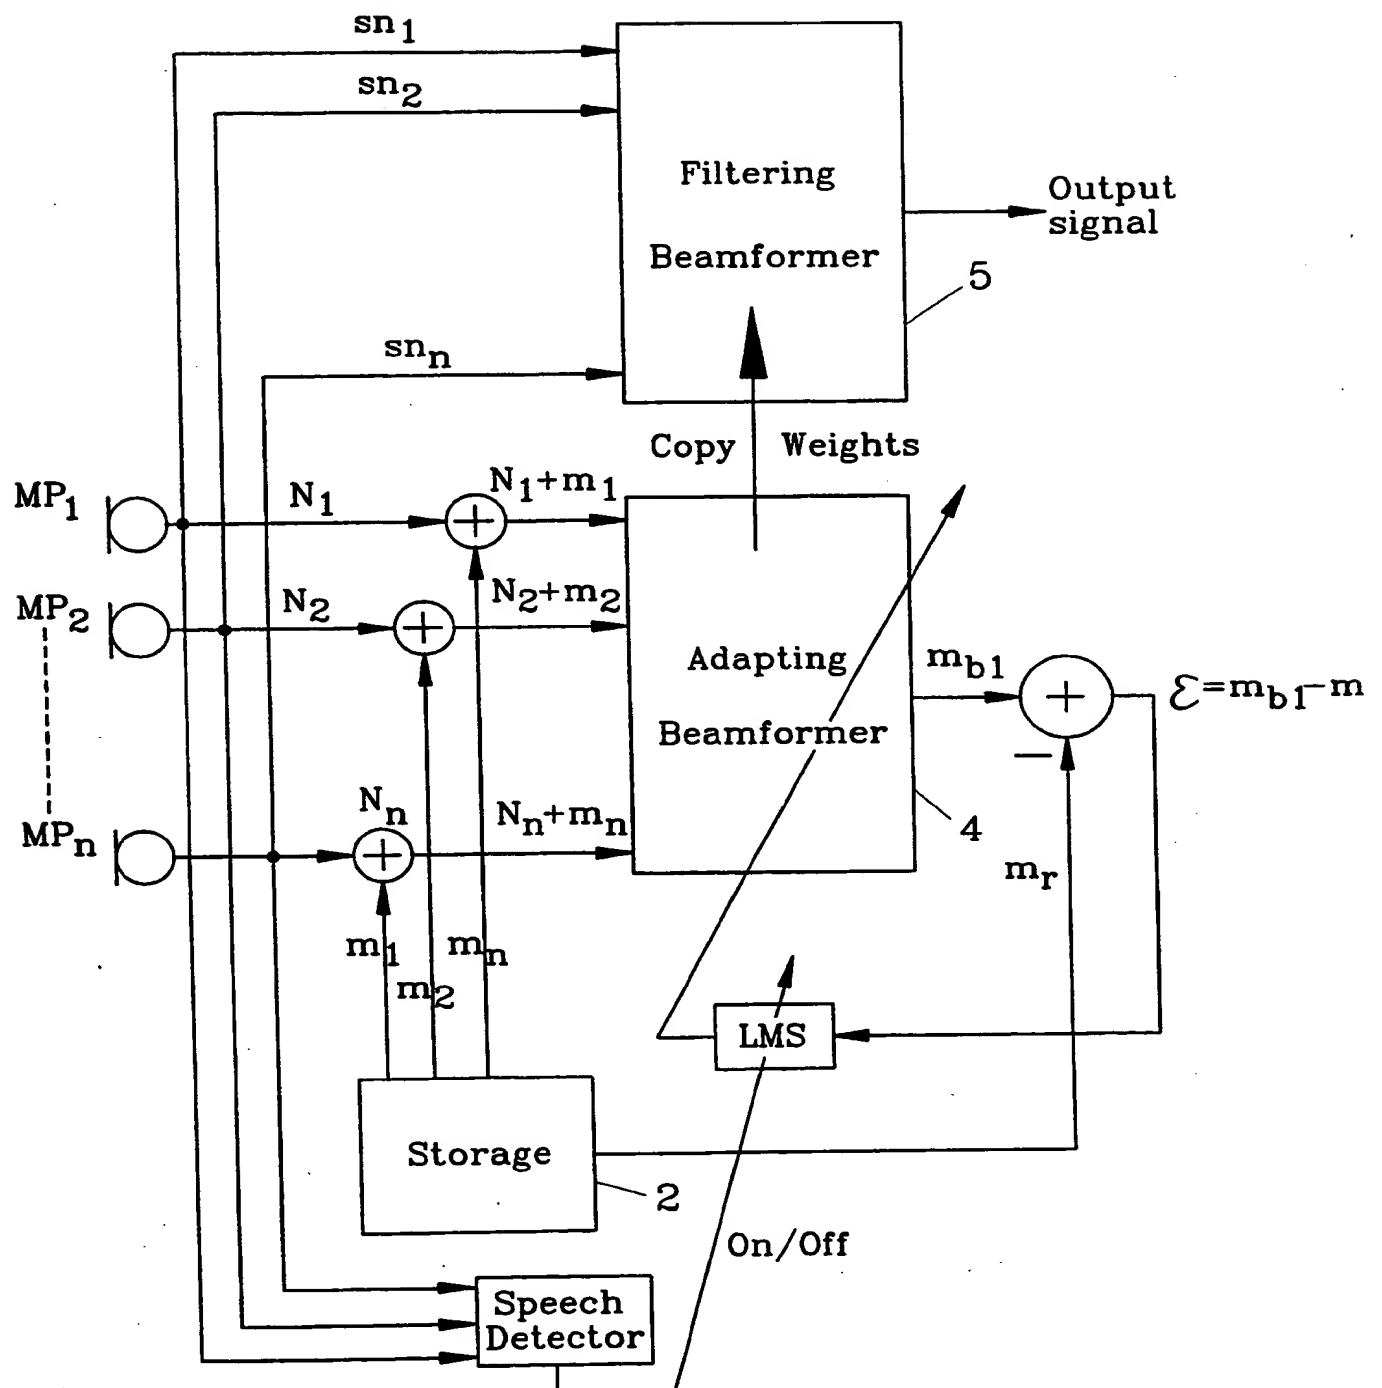 sn1
sn2
Filtering
Beamformer
Output
signal
5
snn
Copy Weights
MP1
N1
N1+m1
MP2
N2
N2+m2
Adapting
Beamformer
mb1
ℰ=mb1-m
−
MPn
Nn
Nn+mn
4
mr
m1
m2
mn
LMS
Storage
2
On/Off
Speech
Detector